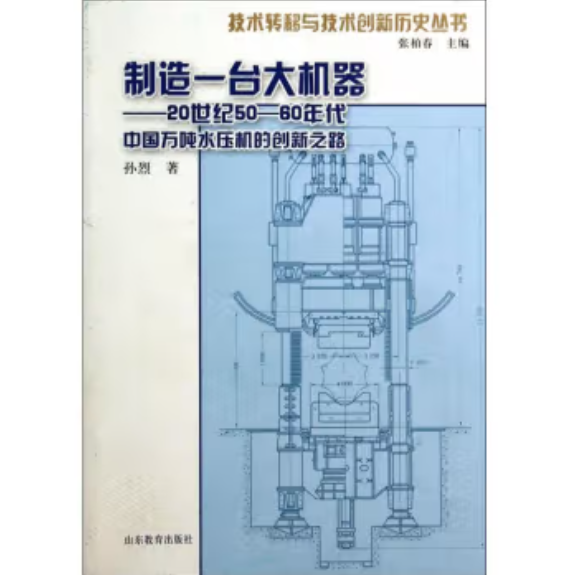 技术转移与技术创新历史丛书
张柏春 主编
制造一台大机器
——20世纪50—60年代
中国万吨水压机的创新之路
孙烈 著
山东教育出版社